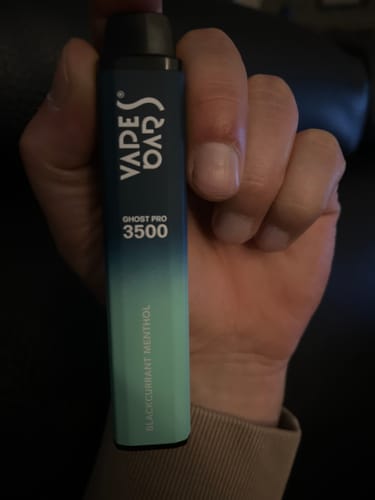 VAPES®
BARS
GHOST PRO
3500
BLACKCURRANT MENTHOL